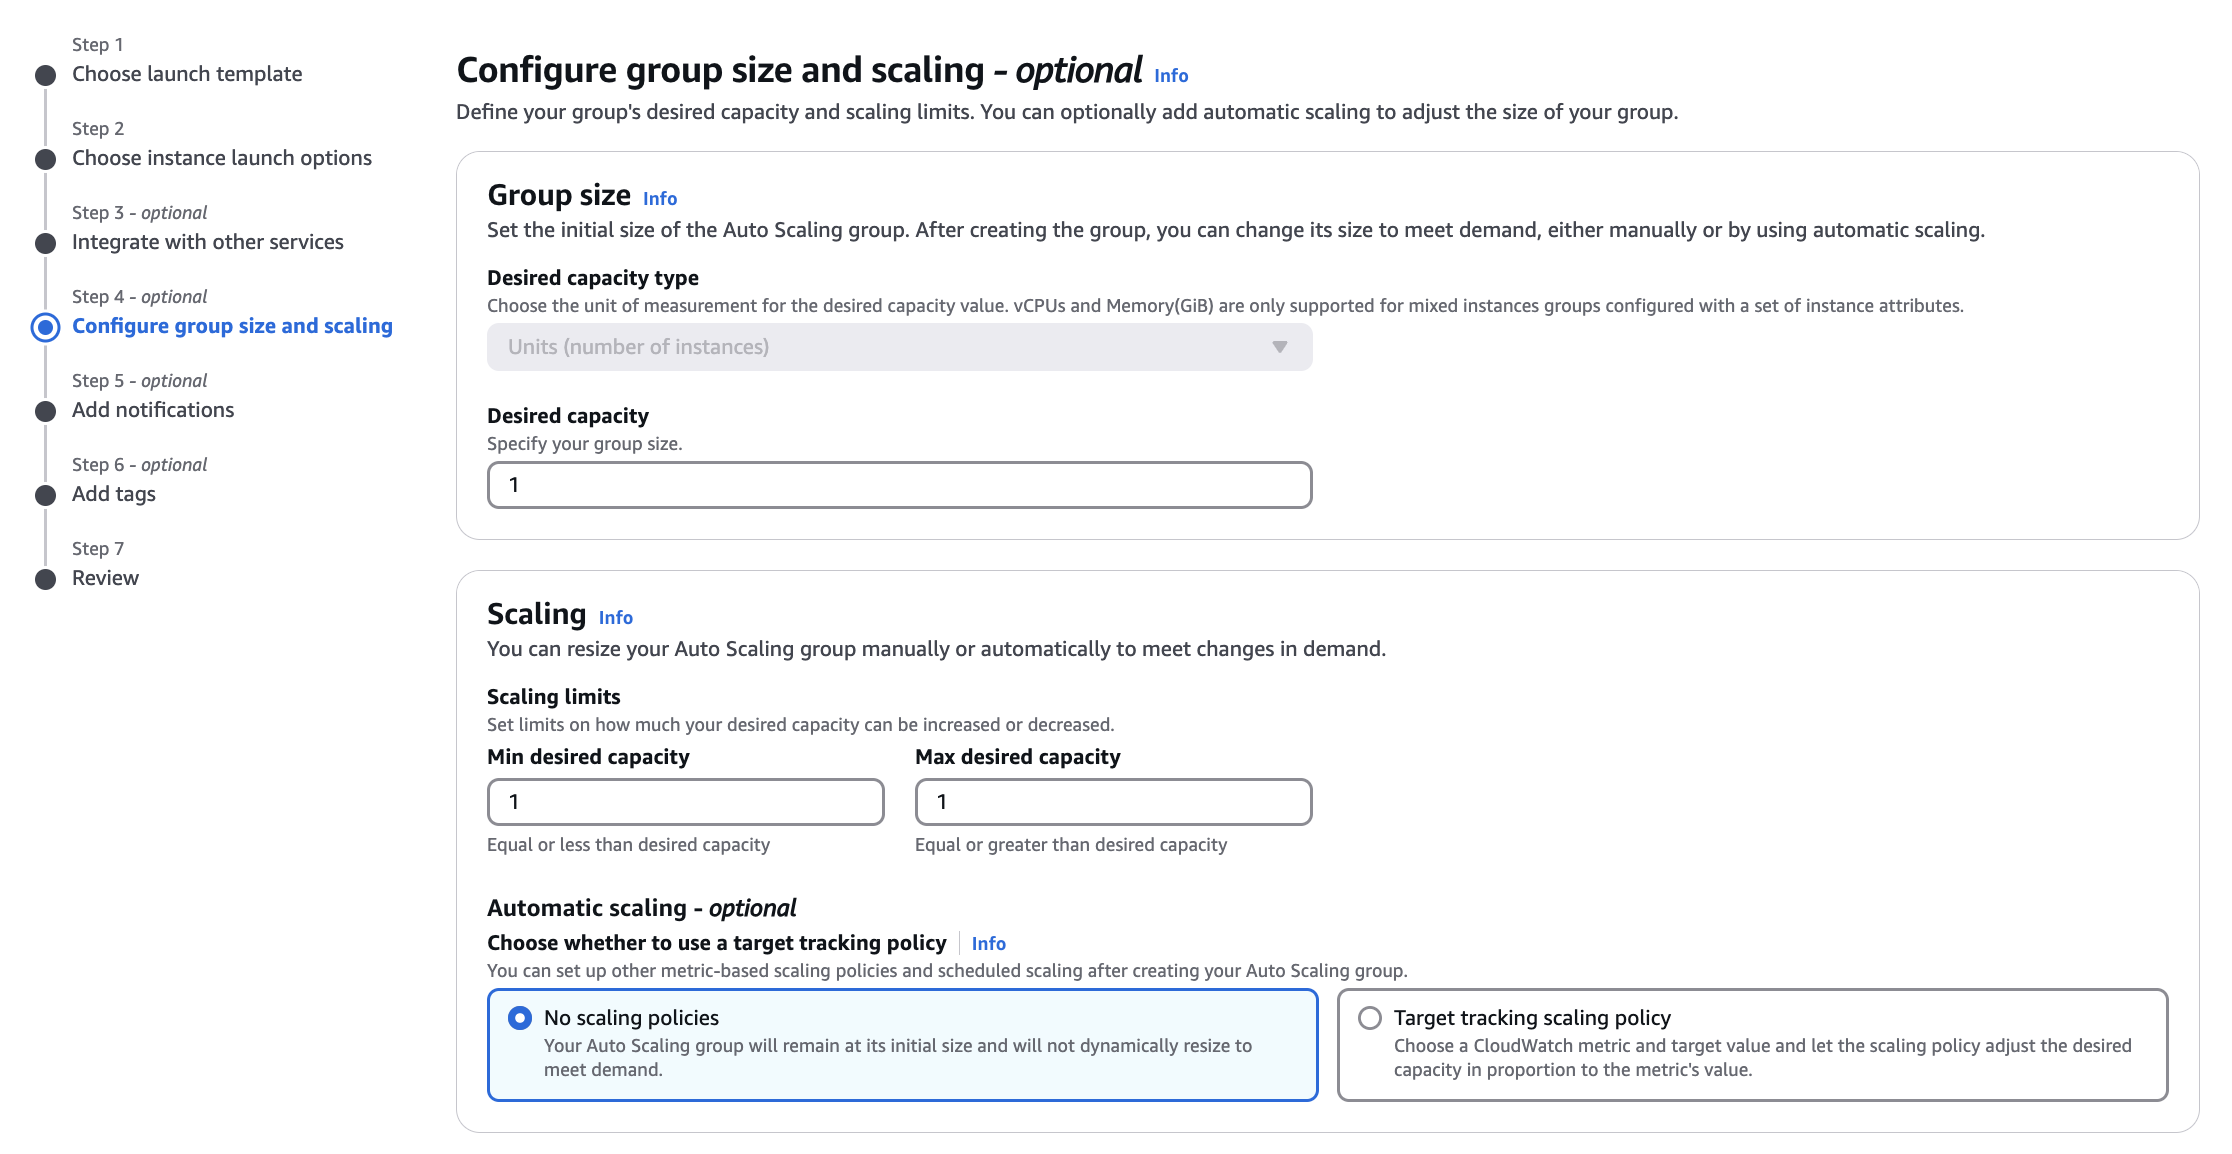 Step 1
Choose launch template
Step 2
Choose instance launch options
Step 3 - optional
Integrate with other services
Step 4 - optional
Configure group size and scaling
Step 5 - optional
Add notifications
Step 6 - optional
Add tags
Step 7
Review
Configure group size and scaling - optional Info
Define your group's desired capacity and scaling limits. You can optionally add automatic scaling to adjust the size of your group.
Group size Info
Set the initial size of the Auto Scaling group. After creating the group, you can change its size to meet demand, either manually or by using automatic scaling.
Desired capacity type
Choose the unit of measurement for the desired capacity value. vCPUs and Memory(GiB) are only supported for mixed instances groups configured with a set of instance attributes.
Units (number of instances)
Desired capacity
Specify your group size.
1
Scaling Info
You can resize your Auto Scaling group manually or automatically to meet changes in demand.
Scaling limits
Set limits on how much your desired capacity can be increased or decreased.
Min desired capacity
1
Equal or less than desired capacity
Max desired capacity
1
Equal or greater than desired capacity
Automatic scaling - optional
Choose whether to use a target tracking policy Info
You can set up other metric-based scaling policies and scheduled scaling after creating your Auto Scaling group.
No scaling policies
Your Auto Scaling group will remain at its initial size and will not dynamically resize to
meet demand.
Target tracking scaling policy
Choose a CloudWatch metric and target value and let the scaling policy adjust the desired
capacity in proportion to the metric's value.